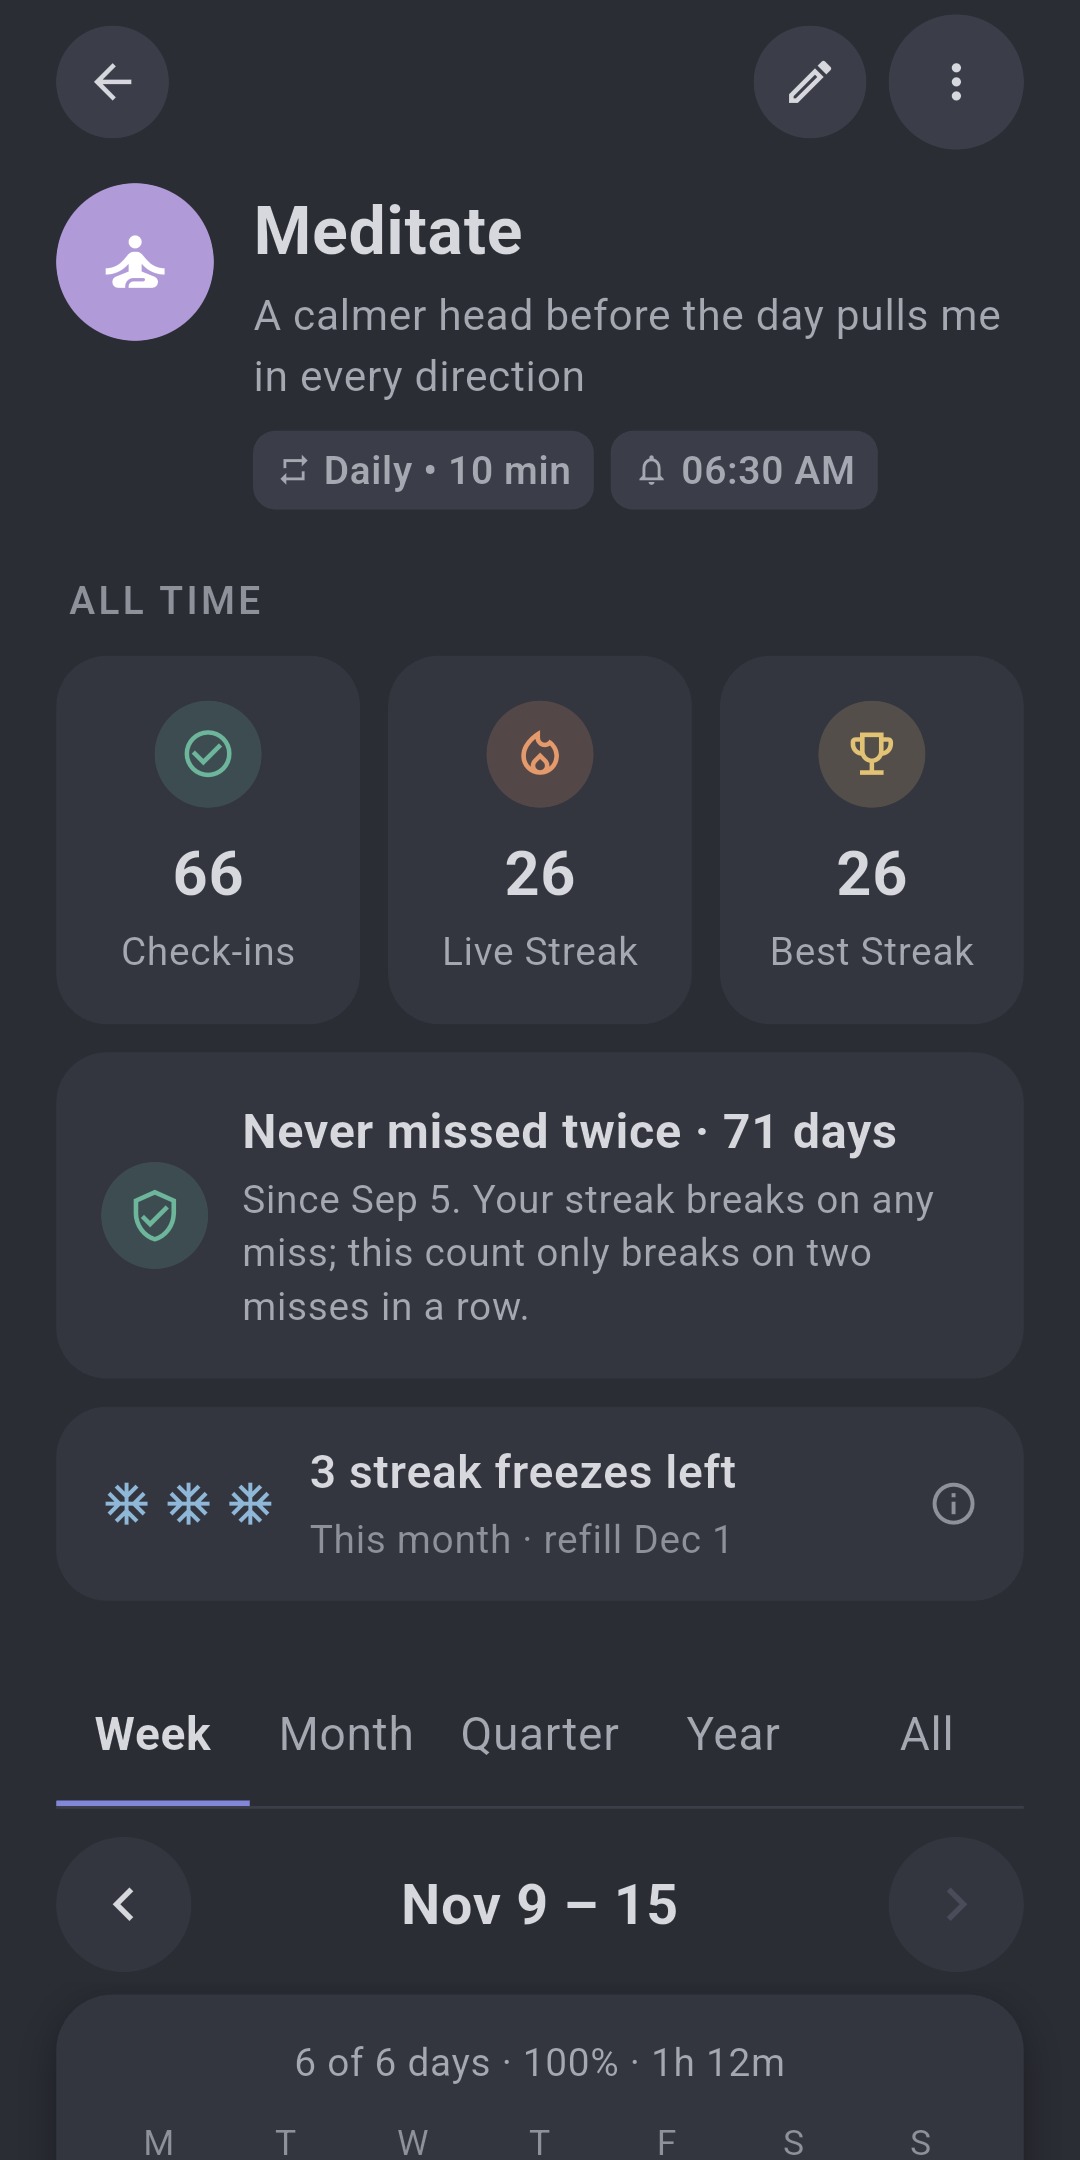 Meditate
A calmer head before the day pulls me
in every direction
Daily • 10 min
06:30 AM
ALL TIME
66
Check-ins
26
Live Streak
26
Best Streak
Never missed twice · 71 days
Since Sep 5. Your streak breaks on any
miss; this count only breaks on two
misses in a row.
3 streak freezes left
This month · refill Dec 1
Week Month Quarter Year All
Nov 9 – 15
6 of 6 days · 100% · 1h 12m
M T W T F S S